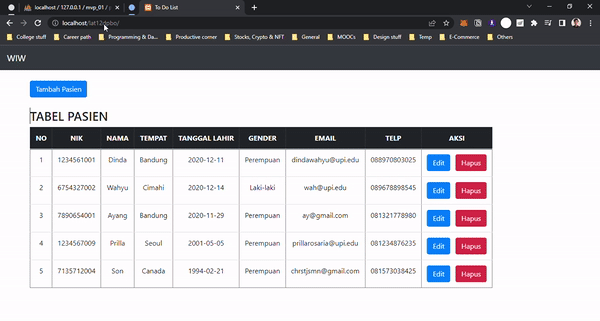 localhost / 127.0.0.1 / mvp_01 / p
To Do List
localhost/lat12dobo/
College stuff
Career path
Programming & Da...
Productive corner
Stocks, Crypto & NFT
General
MOOCs
Design stuff
Temp
E-Commerce
Others
WIW
Tambah Pasien
TABEL PASIEN
NO NIK NAMA TEMPAT TANGGAL LAHIR GENDER EMAIL TELP AKSI
1 1234561001 Dinda Bandung 2020-12-11 Perempuan dindawahyu@upi.edu 088970803025 Edit Hapus
2 6754327002 Wahyu Cimahi 2020-12-14 Laki-laki wah@upi.edu 089678898545 Edit Hapus
3 7890654001 Ayang Bandung 2020-11-29 Perempuan ay@gmail.com 081321778980 Edit Hapus
4 1234567009 Prilla Seoul 2001-05-05 Perempuan prillarosaria@upi.edu 081234876235 Edit Hapus
5 7135712004 Son Canada 1994-02-21 Perempuan chrstjsmn@gmail.com 081573038425 Edit Hapus